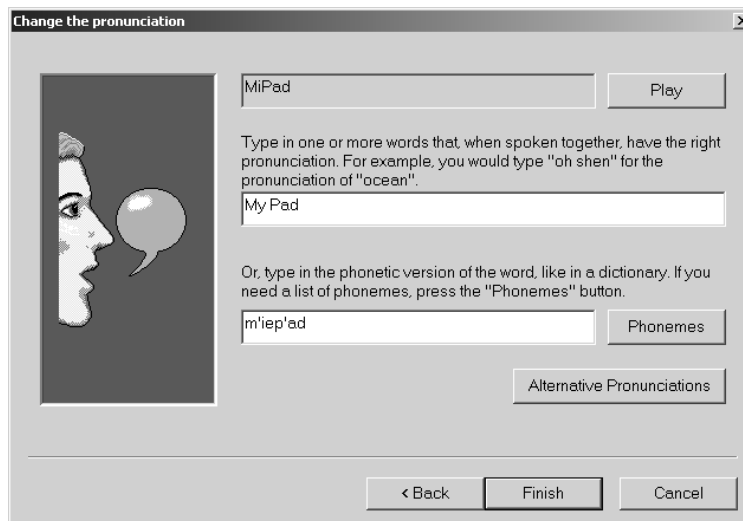 Change the pronunciation
MiPad
Play
Type in one or more words that, when spoken together, have the right
pronunciation. For example, you would type "oh shen" for the
pronunciation of "ocean".
My Pad
Or, type in the phonetic version of the word, like in a dictionary. If you
need a list of phonemes, press the "Phonemes" button.
m'iep'ad
Phonemes
Alternative Pronunciations
< Back
Finish
Cancel